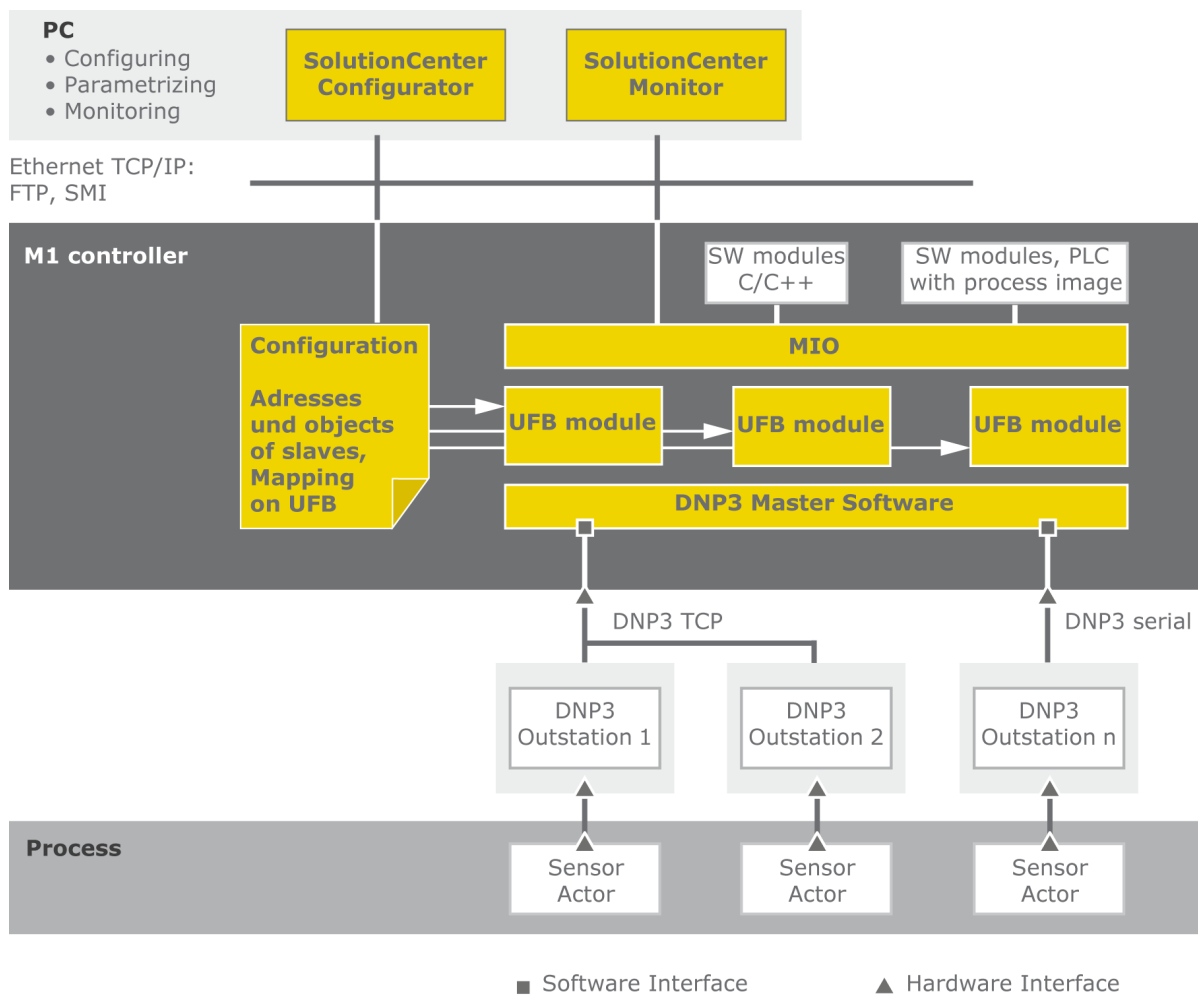 PC
• Configuring
• Parametrizing
• Monitoring
SolutionCenter
Configurator
SolutionCenter
Monitor
Ethernet TCP/IP:
FTP, SMI
M1 controller
SW modules
C/C++
SW modules, PLC
with process image
Configuration
Adresses
und objects
of slaves,
Mapping
on UFB
MIO
UFB module
UFB module
UFB module
DNP3 Master Software
DNP3 TCP
DNP3 serial
DNP3
Outstation 1
DNP3
Outstation 2
DNP3
Outstation n
Process
Sensor
Actor
Sensor
Actor
Sensor
Actor
Software Interface
Hardware Interface